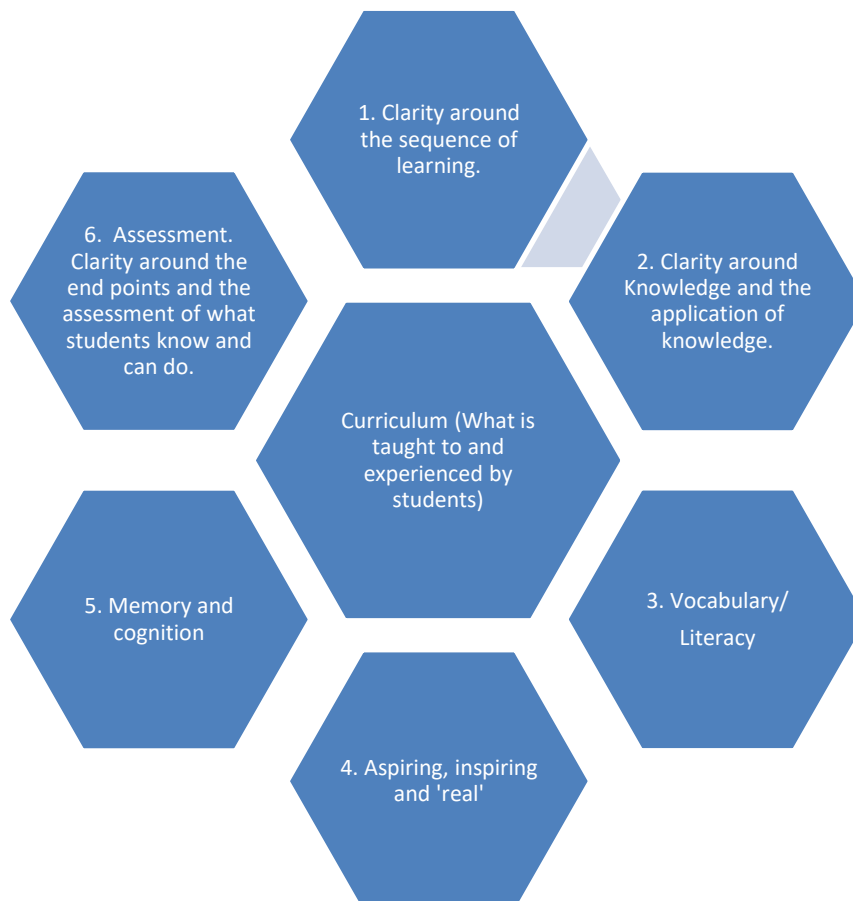 1. Clarity around
the sequence of
learning.
2. Clarity around
Knowledge and the
application of
knowledge.
3. Vocabulary/
Literacy
4. Aspiring, inspiring
and 'real'
5. Memory and
cognition
6. Assessment.
Clarity around the
end points and the
assessment of what
students know and
can do.
Curriculum (What is
taught to and
experienced by
students)